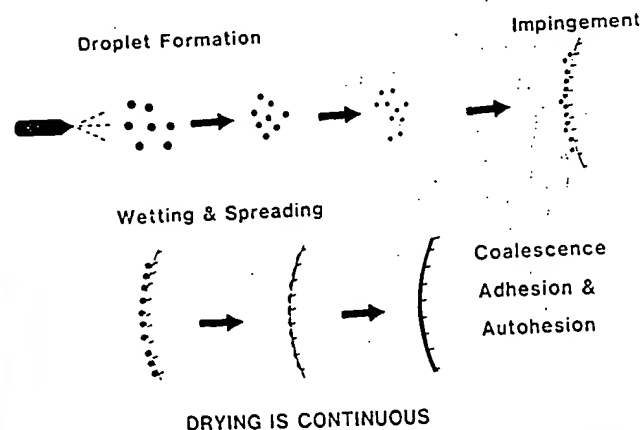 Droplet Formation
Impingement
Wetting & Spreading
Coalescence
Adhesion &
Autohesion
DRYING IS CONTINUOUS